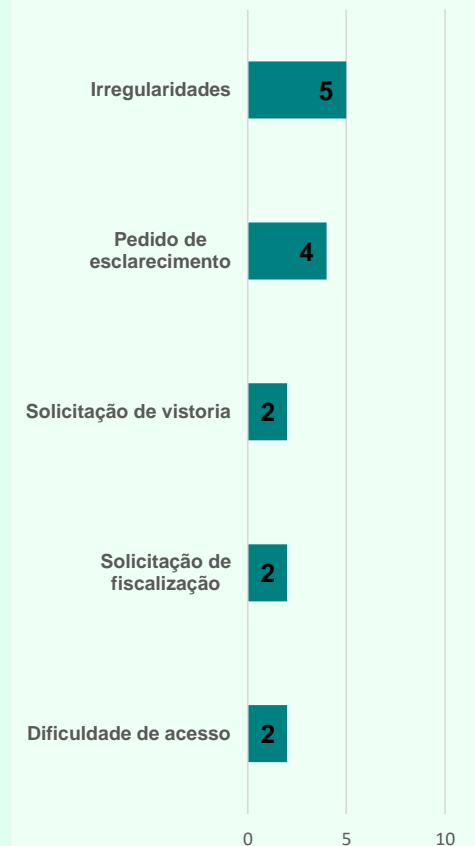 Irregularidades
5
Pedido de
esclarecimento
4
Solicitação de vistoria
2
Solicitação de
fiscalização
2
Dificuldade de acesso
2
0
5
10